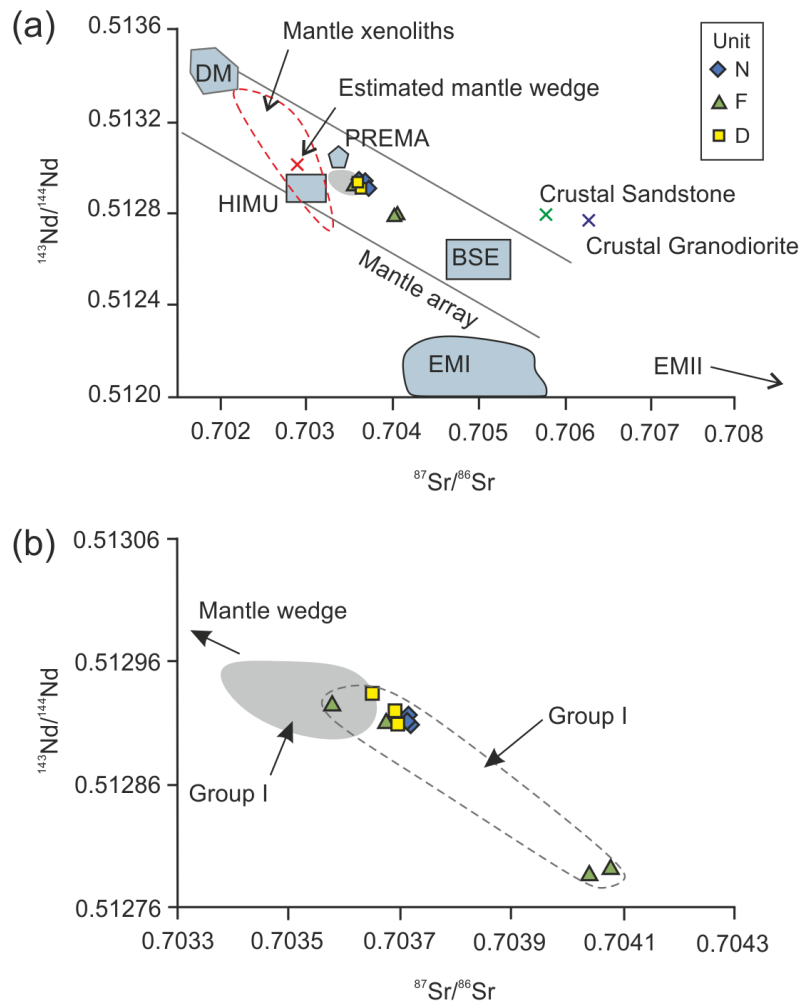 (a)
0.5136
0.5132
0.5128
0.5124
0.5120
¹⁴³Nd/¹⁴⁴Nd
DM
Mantle xenoliths
Estimated mantle wedge
PREMA
HIMU
Mantle array
BSE
EMI
EMII
Crustal Sandstone
Crustal Granodiorite
Unit
N
F
D
0.702 0.703 0.704 0.705 0.706 0.707 0.708
⁸⁷Sr/⁸⁶Sr
(b)
0.51306
0.51296
0.51286
0.51276
¹⁴³Nd/¹⁴⁴Nd
Mantle wedge
Group I
Group I
0.7033 0.7035 0.7037 0.7039 0.7041 0.7043
⁸⁷Sr/⁸⁶Sr